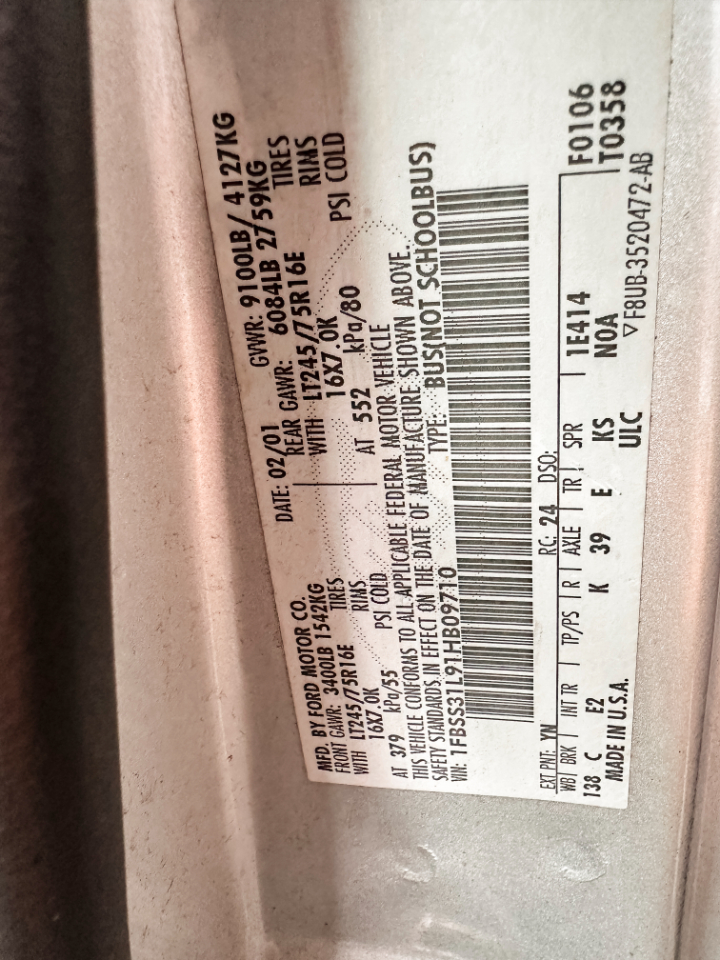 MFD. BY FORD MOTOR CO.
DATE: 02/01
GVWR: 9100LB/ 4127KG
FRONT GAWR: 3400LB 1542KG
REAR GAWR: 6084LB 2759KG
WITH LT245/75R16E TIRES
WITH LT245/75R16E TIRES
16X7.0K RIMS
16X7.0K RIMS
AT 379 kPa/55 PSI COLD
AT 552 kPa/80 PSI COLD
THIS VEHICLE CONFORMS TO ALL APPLICABLE FEDERAL MOTOR VEHICLE
SAFETY STANDARDS IN EFFECT ON THE DATE OF MANUFACTURE SHOWN ABOVE.
VIN: 1FBSS31L91HB09710
TYPE: BUS(NOT SCHOOLBUS)
EXT PNT: YN RC: 24 DSO:
WB | BRK | INT TR | TP/PS | R | AXLE | TR | SPR
F0106
138 C E2 K 39 E KS 1E414 T0358
MADE IN U.S.A. ULC N0A
▽F8UB-3520472-AB